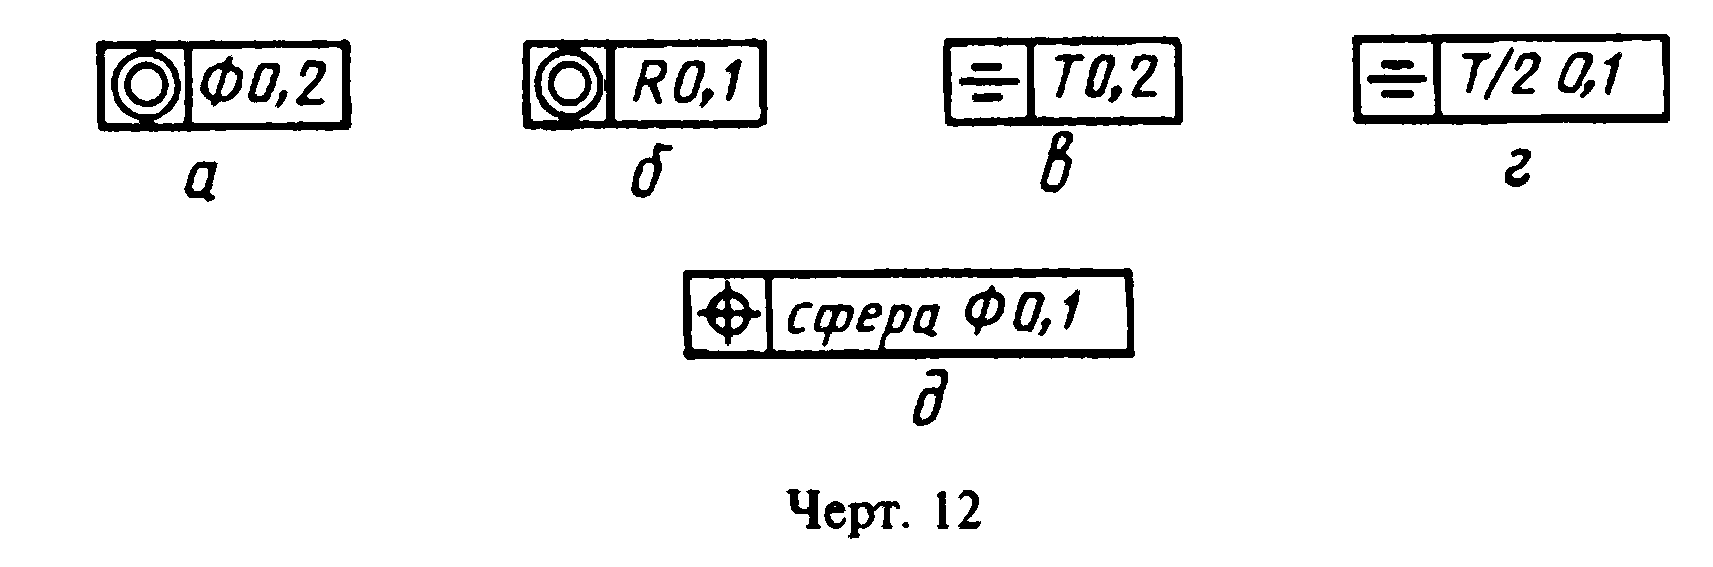 Ф0,2 R0,1 T0,2 T/2 0,1
а б в г
сфера Ф0,1
д
Черт. 12